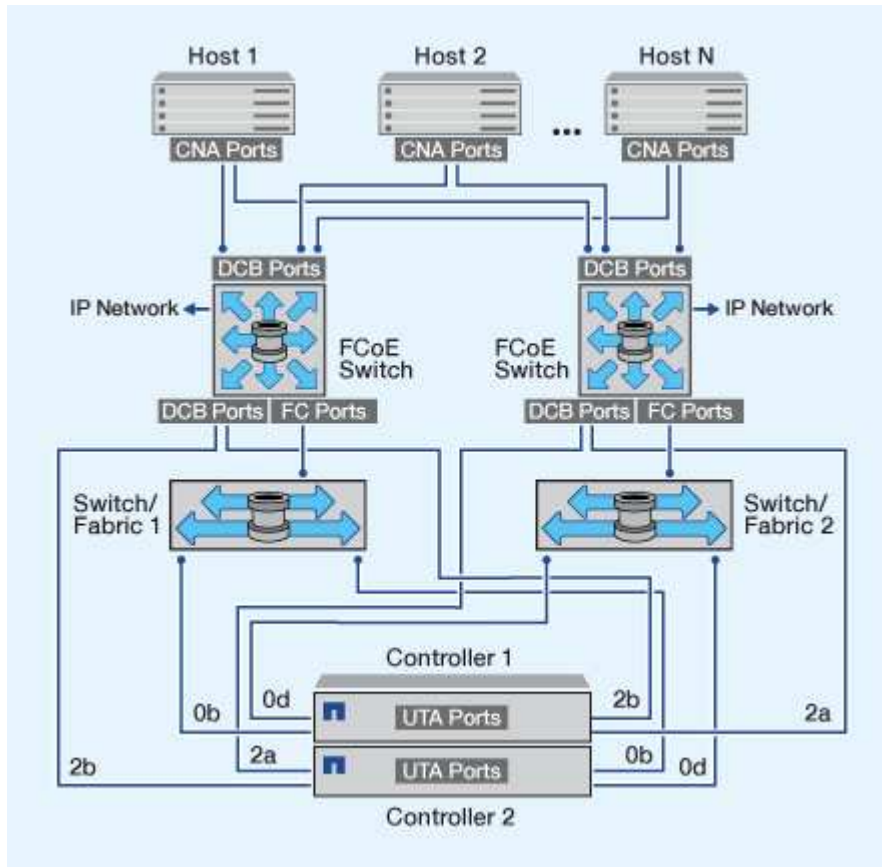 Host 1
Host 2
Host N
...
CNA Ports
CNA Ports
CNA Ports
DCB Ports
DCB Ports
IP Network
IP Network
FCoE
Switch
FCoE
Switch
DCB Ports
FC Ports
DCB Ports
FC Ports
Switch/
Fabric 1
Switch/
Fabric 2
Controller 1
0d
2b
0b
UTA Ports
2a
2a
0b
2b
UTA Ports
0d
Controller 2